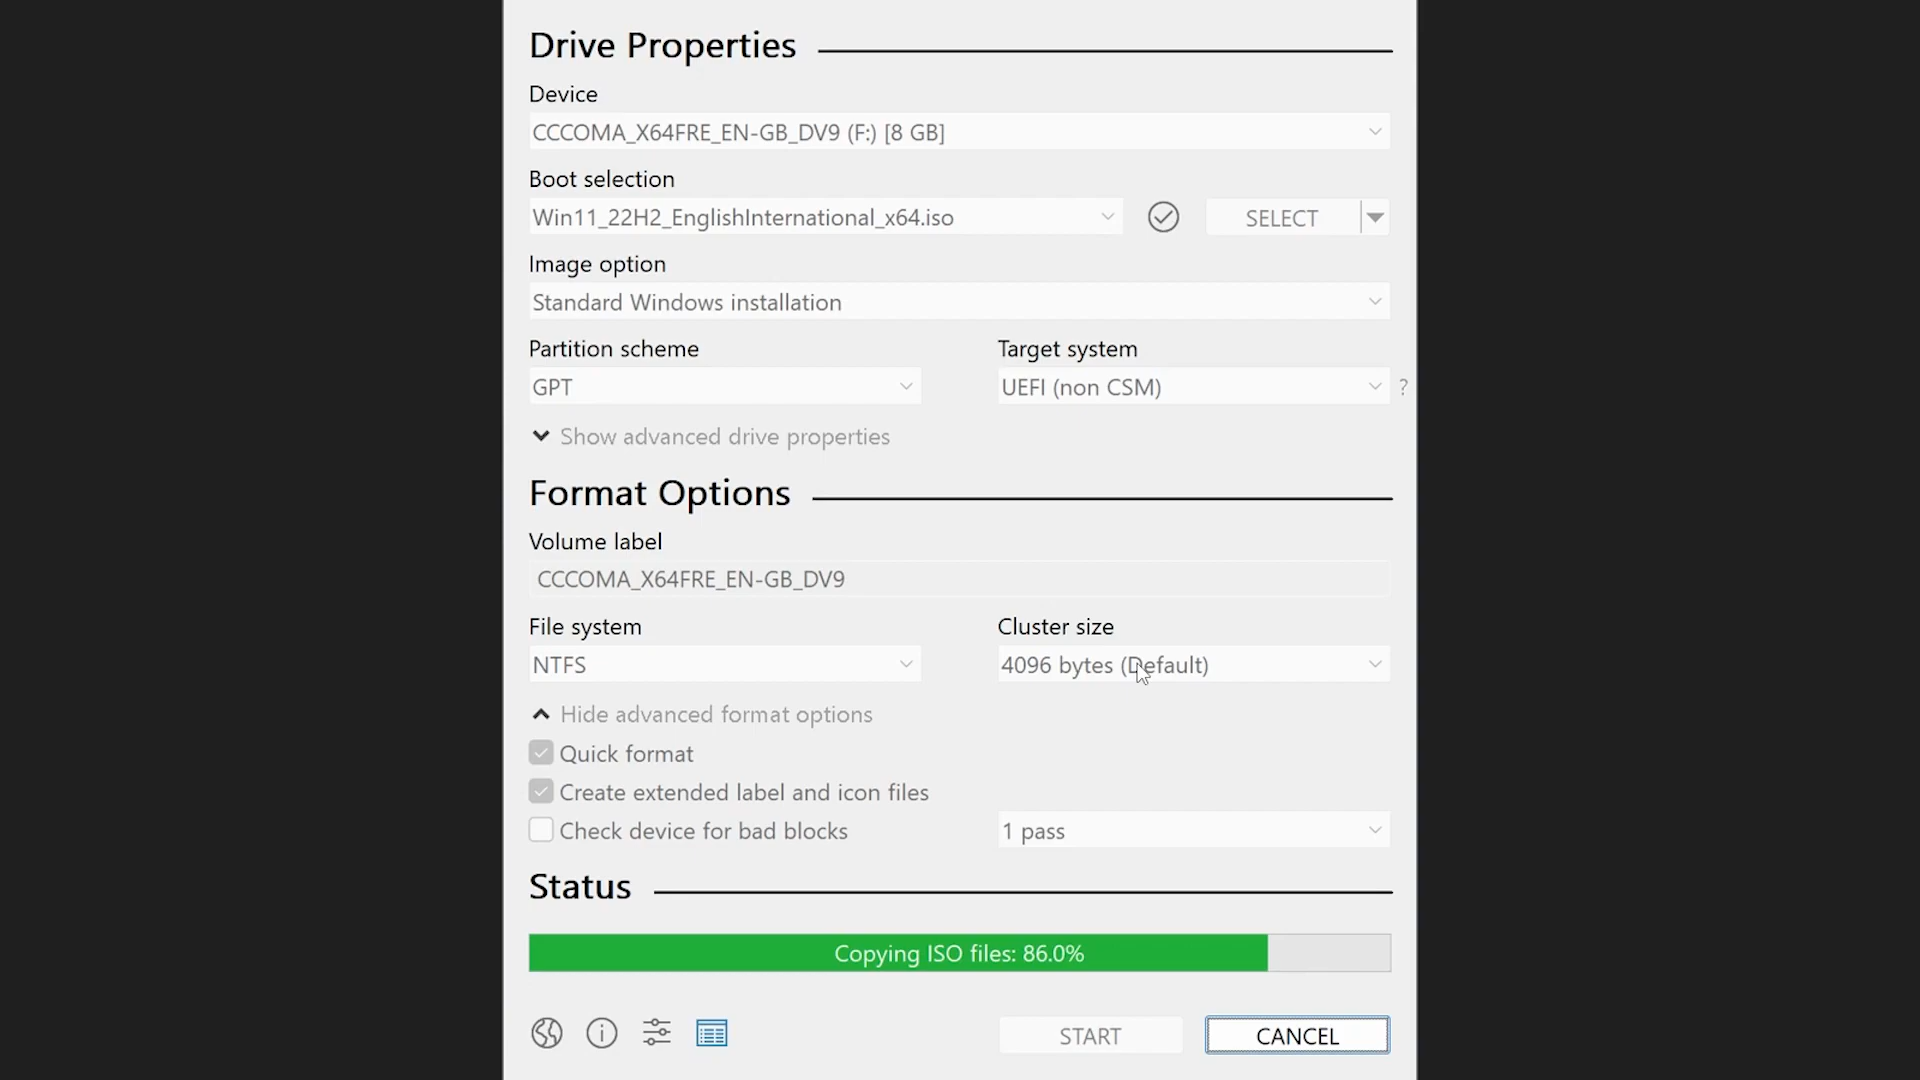 Drive Properties
Device
CCCOMA_X64FRE_EN-GB_DV9 (F:) [8 GB]
Boot selection
Win11_22H2_EnglishInternational_x64.iso
SELECT
Image option
Standard Windows installation
Partition scheme
Target system
GPT
UEFI (non CSM)
?
Show advanced drive properties
Format Options
Volume label
CCCOMA_X64FRE_EN-GB_DV9
File system
Cluster size
NTFS
4096 bytes (Default)
Hide advanced format options
Quick format
Create extended label and icon files
Check device for bad blocks
1 pass
Status
Copying ISO files: 86.0%
START
CANCEL